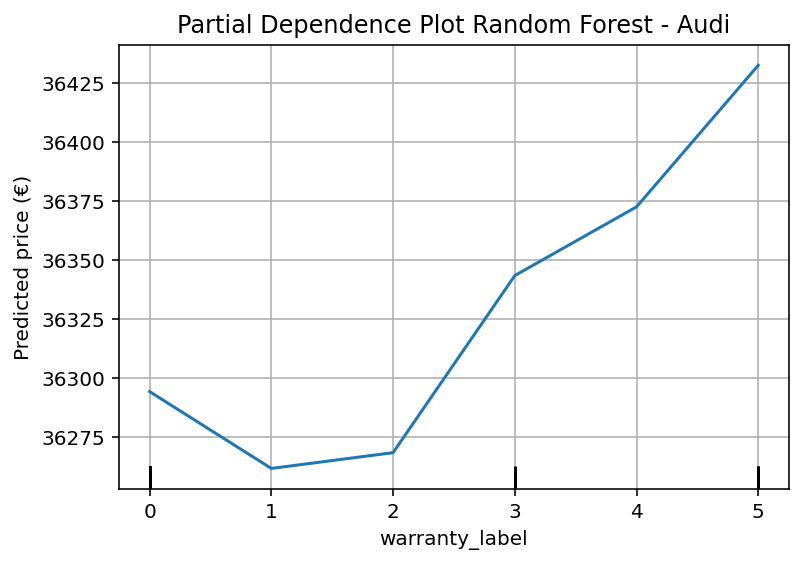 Partial Dependence Plot Random Forest - Audi
Predicted price (€)
36425
36400
36375
36350
36325
36300
36275
0 1 2 3 4 5
warranty_label